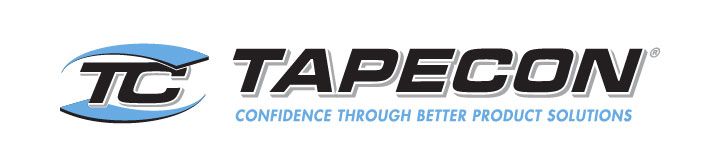 TC TAPECON®
CONFIDENCE THROUGH BETTER PRODUCT SOLUTIONS